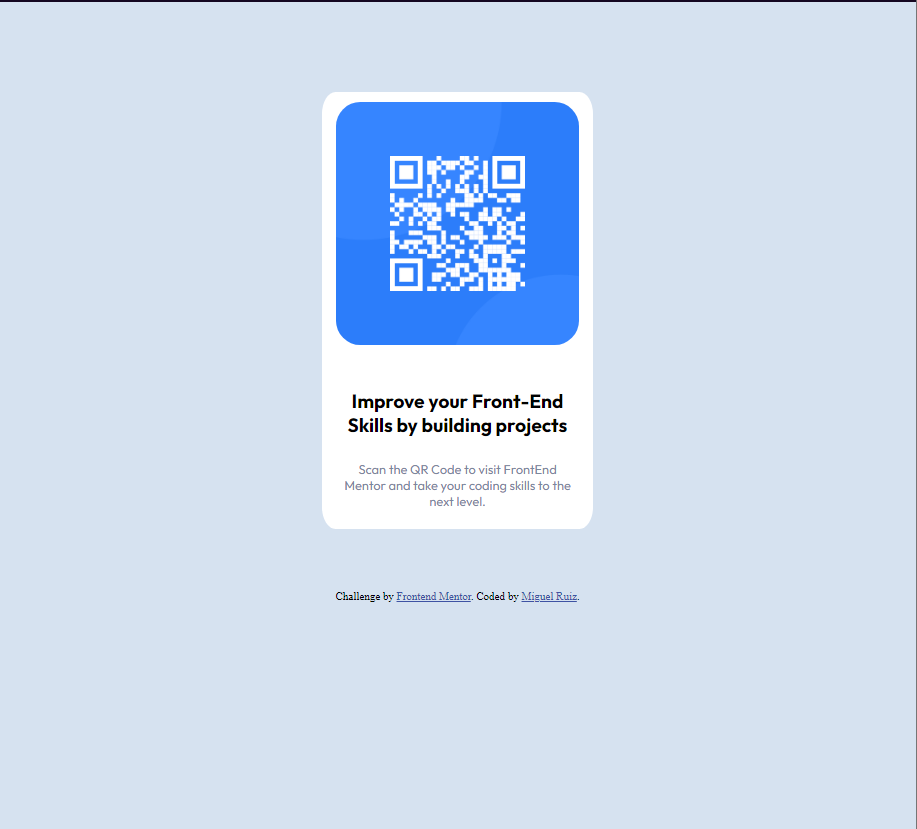 Improve your Front-End
Skills by building projects
Scan the QR Code to visit FrontEnd
Mentor and take your coding skills to the
next level.
Challenge by Frontend Mentor. Coded by Miguel Ruiz.